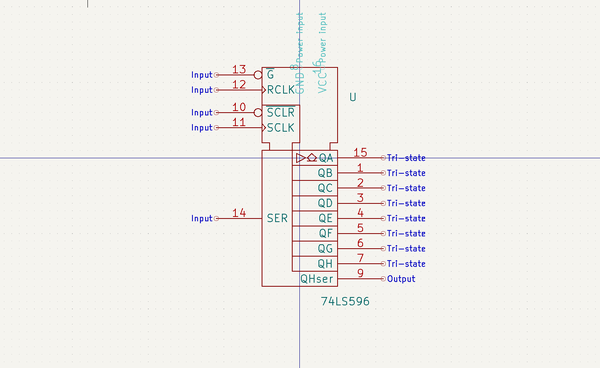 Power input
Power input
8
16
GND
VCC
Input 13 G
Input 12 RCLK
U
Input 10 SCLR
Input 11 SCLK
QA 15 Tri-state
QB 1 Tri-state
QC 2 Tri-state
QD 3 Tri-state
Input 14 SER QE 4 Tri-state
QF 5 Tri-state
QG 6 Tri-state
QH 7 Tri-state
QHser 9 Output
74LS596